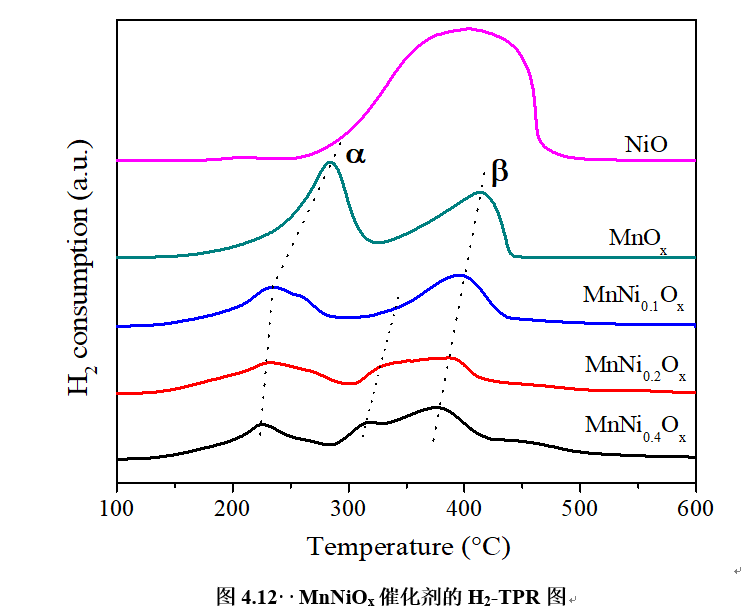 NiO
α
β
MnOₓ
MnNi₀.₁Oₓ
MnNi₀.₂Oₓ
MnNi₀.₄Oₓ
H₂ consumption (a.u.)
100 200 300 400 500 600
Temperature (°C)
图 4.12··MnNiOₓ 催化剂的 H₂-TPR 图